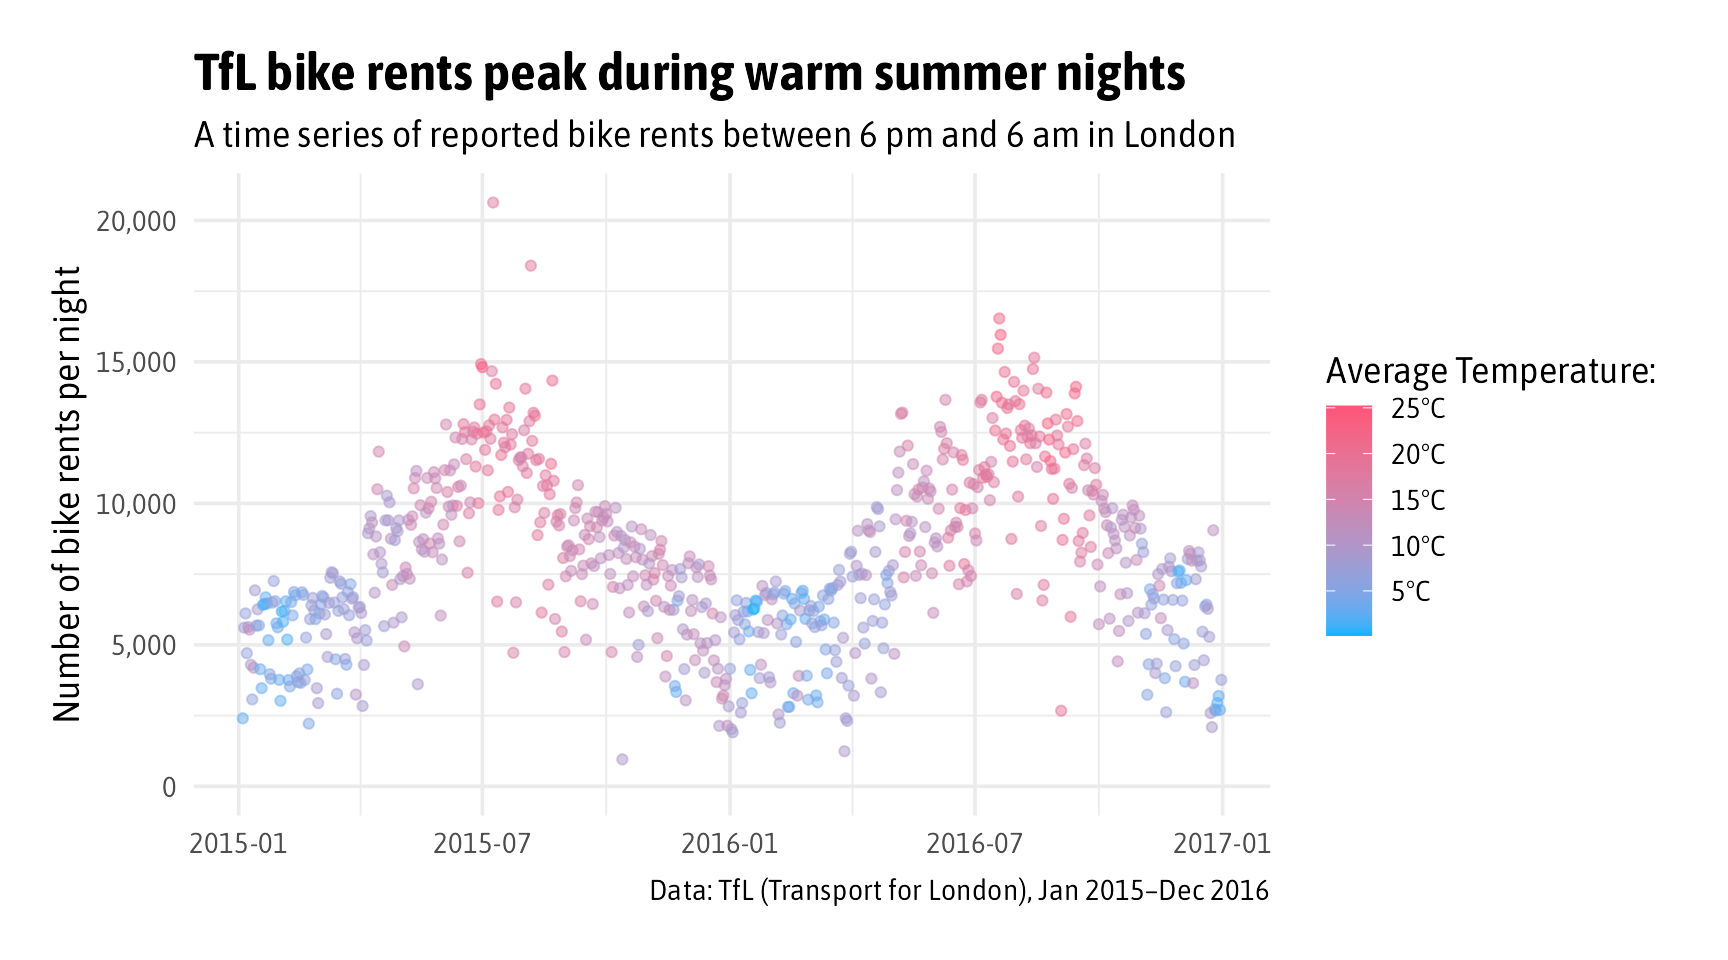 TfL bike rents peak during warm summer nights
A time series of reported bike rents between 6 pm and 6 am in London
Number of bike rents per night
20,000
15,000
10,000
5,000
0
2015-01
2015-07
2016-01
2016-07
2017-01
Average Temperature:
25°C
20°C
15°C
10°C
5°C
Data: TfL (Transport for London), Jan 2015–Dec 2016